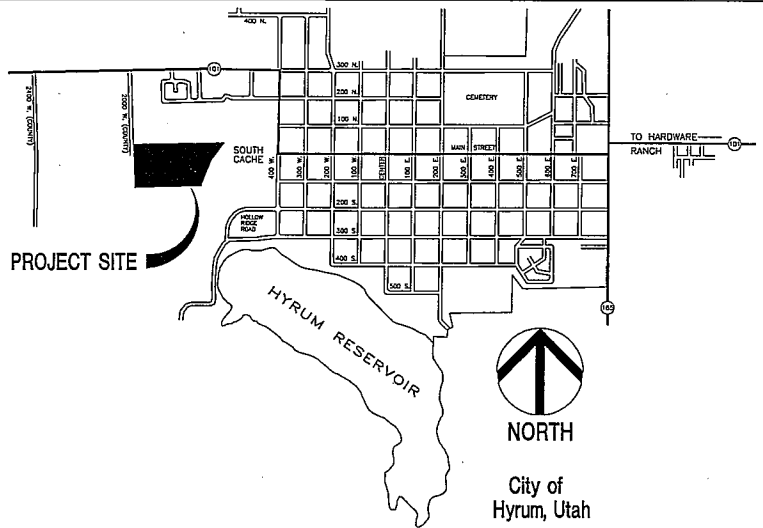 400 N.
101
300 N.
200 N.
100 N.
CEMETERY
2400 W. (COUNTY)
2000 W. (COUNTY)
SOUTH
CACHE
MAIN STREET
TO HARDWARE
RANCH
101
400 W.
300 W.
200 W.
100 W.
CENTER
100 E.
200 E.
300 E.
400 E.
500 E.
600 E.
700 E.
200 S.
HOLLOW
RIDGE
ROAD
300 S.
400 S.
500 S.
PROJECT SITE
HYRUM RESERVOIR
165
NORTH
City of
Hyrum, Utah